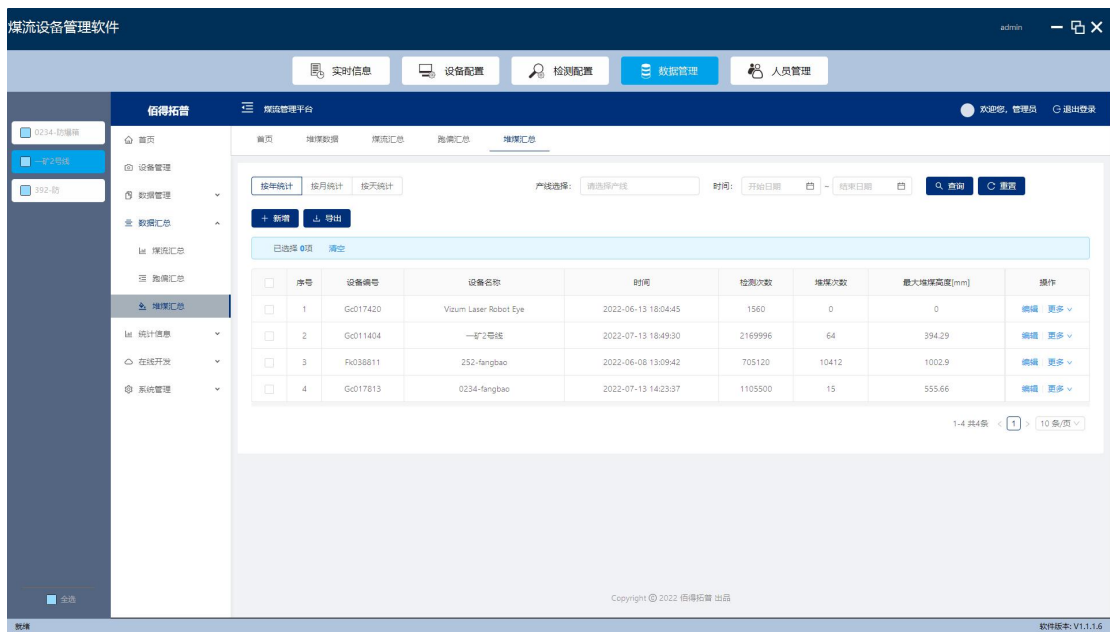 煤流设备管理软件
admin
实时信息 设备配置 检测配置 数据管理 人员管理
佰得拓普 煤流管理平台 欢迎您, 管理员 退出登录
0234-防爆箱
一矿2号线
392-防
首页
设备管理
数据管理
数据汇总
煤流汇总
跑偏汇总
堆煤汇总
统计信息
在线开发
系统管理
全选
首页 堆煤数据 煤流汇总 跑偏汇总 堆煤汇总
按年统计 按月统计 按天统计 产线选择: 请选择产线 时间: 开始日期 - 结束日期 查询 重置
+ 新增 导出
已选择 0项 清空
序号 设备编号 设备名称 时间 检测次数 堆煤次数 最大堆煤高度[mm] 操作
1 Gc017420 Vizum Laser Robot Eye 2022-06-13 18:04:45 1560 0 0 编辑 更多
2 Gc011404 一矿2号线 2022-07-13 18:49:30 2169996 64 394.29 编辑 更多
3 Fk038811 252-fangbao 2022-06-08 13:09:42 705120 10412 1002.9 编辑 更多
4 Gc017813 0234-fangbao 2022-07-13 14:23:37 1105500 15 555.66 编辑 更多
1-4 共4条 < 1 > 10 条/页
Copyright © 2022 佰得拓普 出品
就绪 软件版本: V1.1.1.6